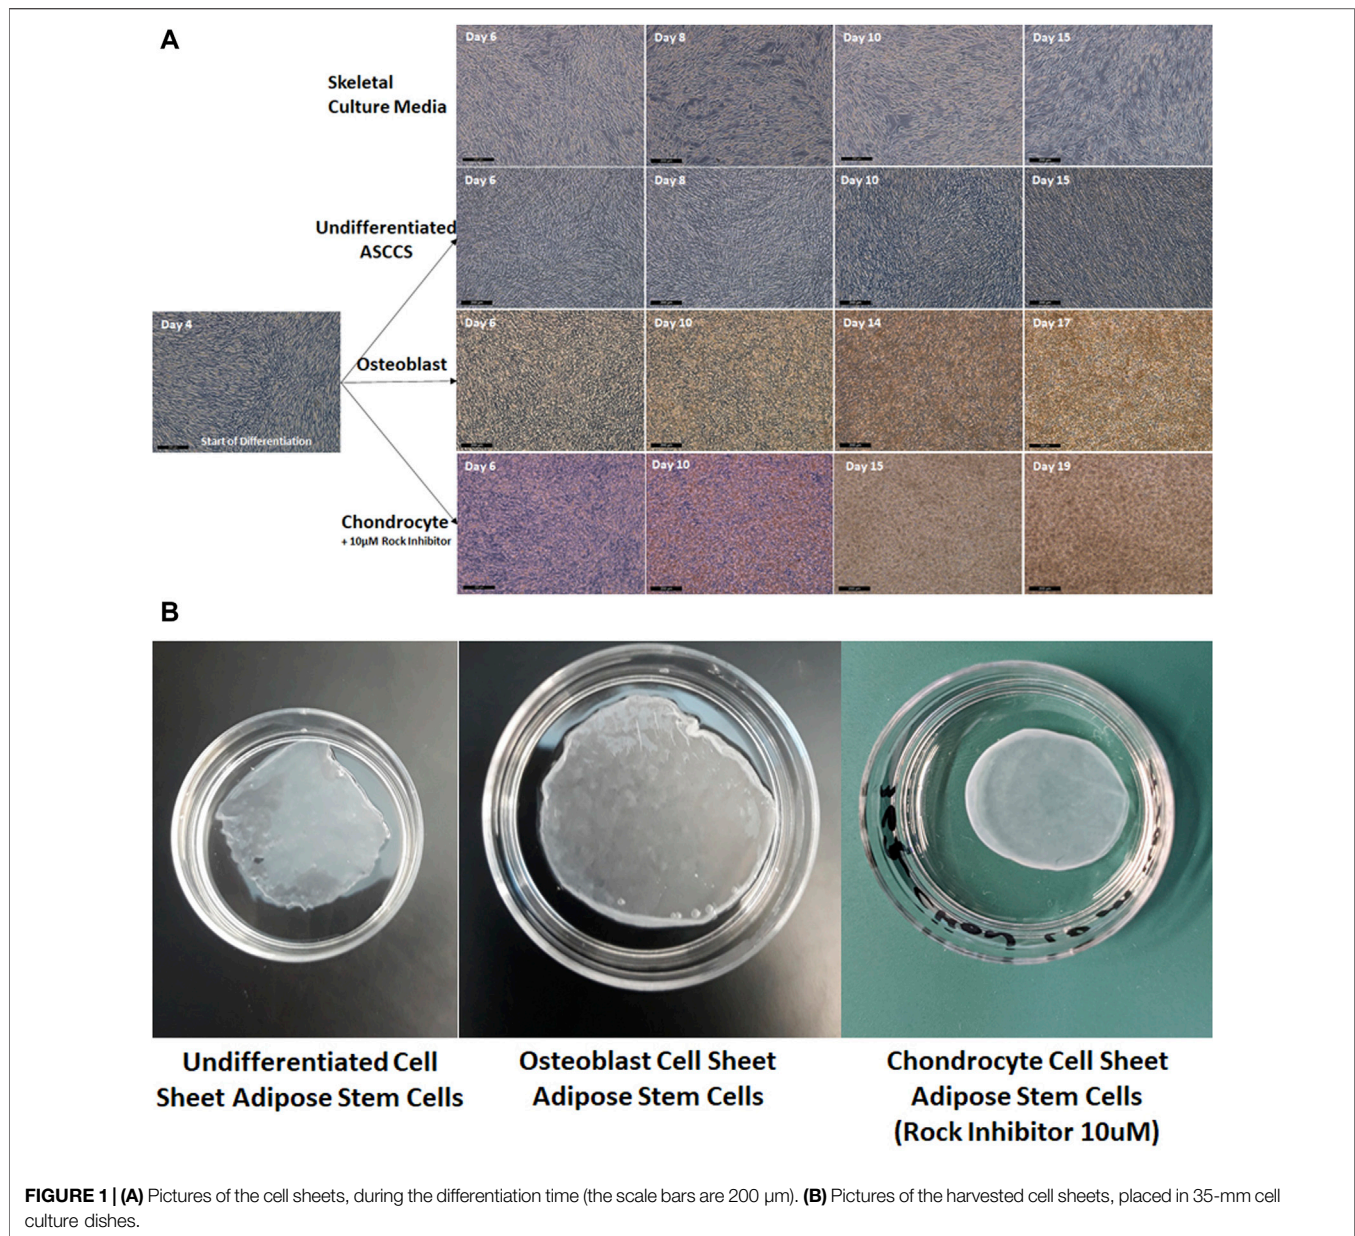 A
Skeletal
Culture Media
Day 6
Day 8
Day 10
Day 15
Undifferentiated
ASCCS
Day 6
Day 8
Day 10
Day 15
Day 4
Start of Differentiation
Osteoblast
Day 6
Day 10
Day 14
Day 17
Chondrocyte
+ 10µM Rock Inhibitor
Day 6
Day 10
Day 15
Day 19
B
Undifferentiated Cell
Sheet Adipose Stem Cells
Osteoblast Cell Sheet
Adipose Stem Cells
Chondrocyte Cell Sheet
Adipose Stem Cells
(Rock Inhibitor 10uM)
FIGURE 1 | (A) Pictures of the cell sheets, during the differentiation time (the scale bars are 200 µm). (B) Pictures of the harvested cell sheets, placed in 35-mm cell
culture dishes.